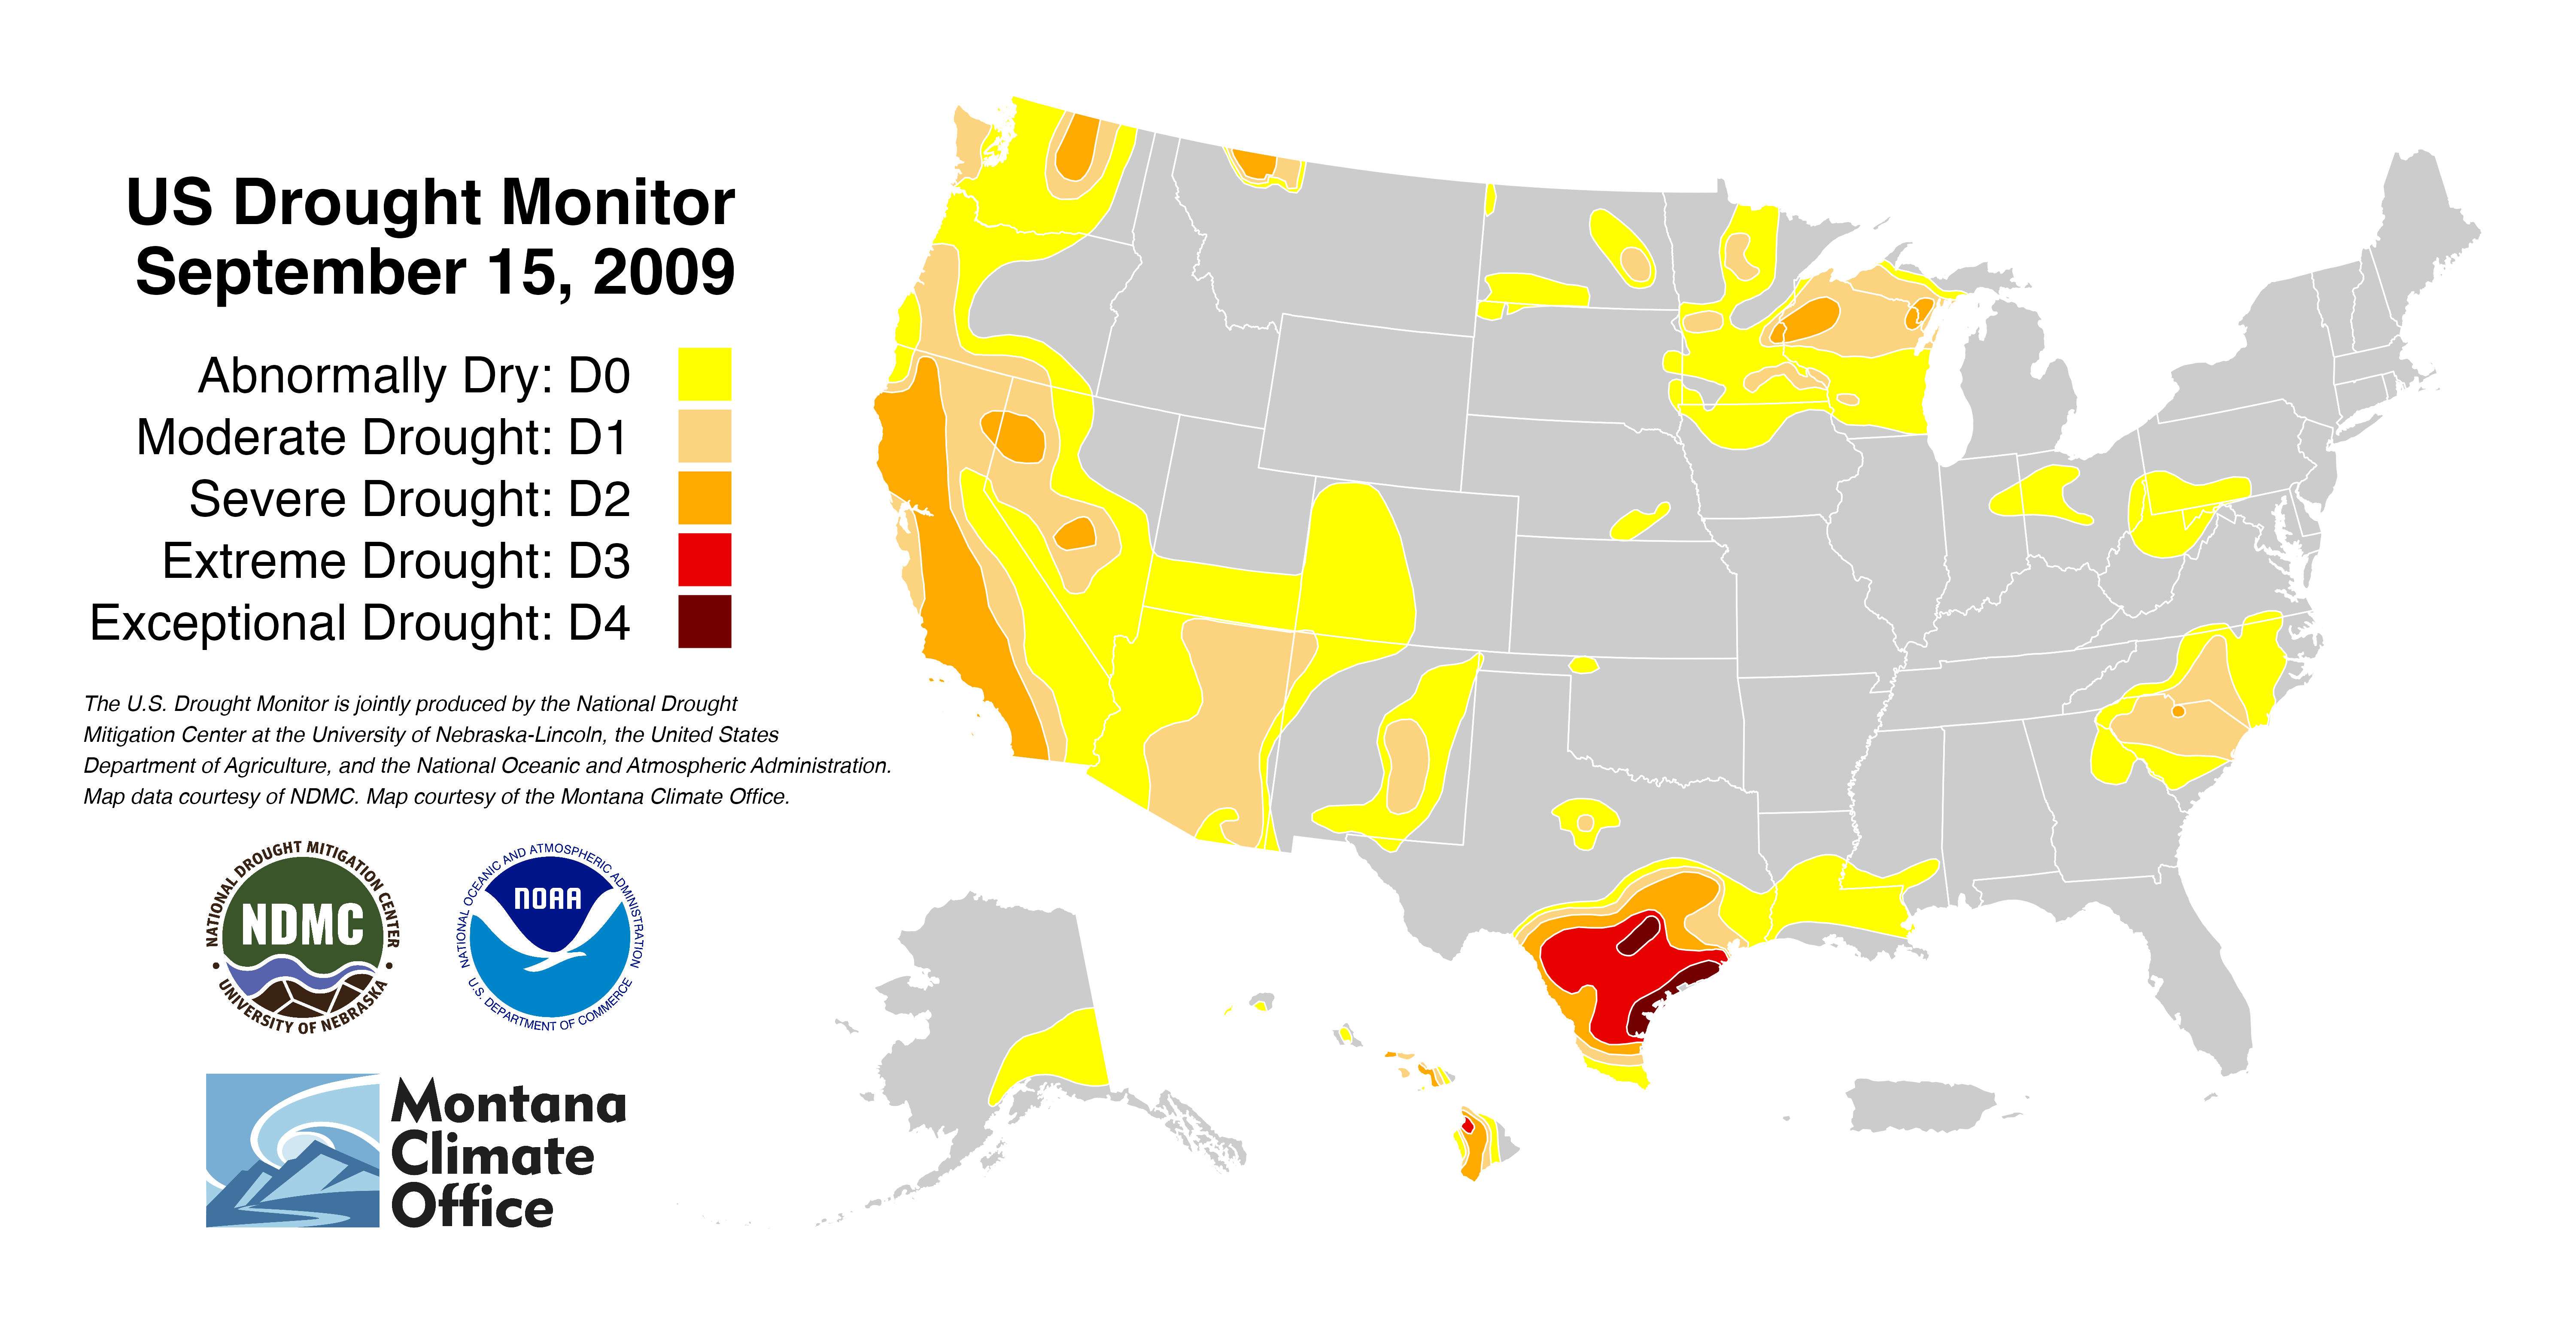 US Drought Monitor
September 15, 2009
Abnormally Dry: D0
Moderate Drought: D1
Severe Drought: D2
Extreme Drought: D3
Exceptional Drought: D4
The U.S. Drought Monitor is jointly produced by the National Drought
Mitigation Center at the University of Nebraska-Lincoln, the United States
Department of Agriculture, and the National Oceanic and Atmospheric Administration.
Map data courtesy of NDMC. Map courtesy of the Montana Climate Office.
NATIONAL DROUGHT MITIGATION CENTER
NDMC
UNIVERSITY OF NEBRASKA
NATIONAL OCEANIC AND ATMOSPHERIC ADMINISTRATION
NOAA
U.S. DEPARTMENT OF COMMERCE
Montana
Climate
Office